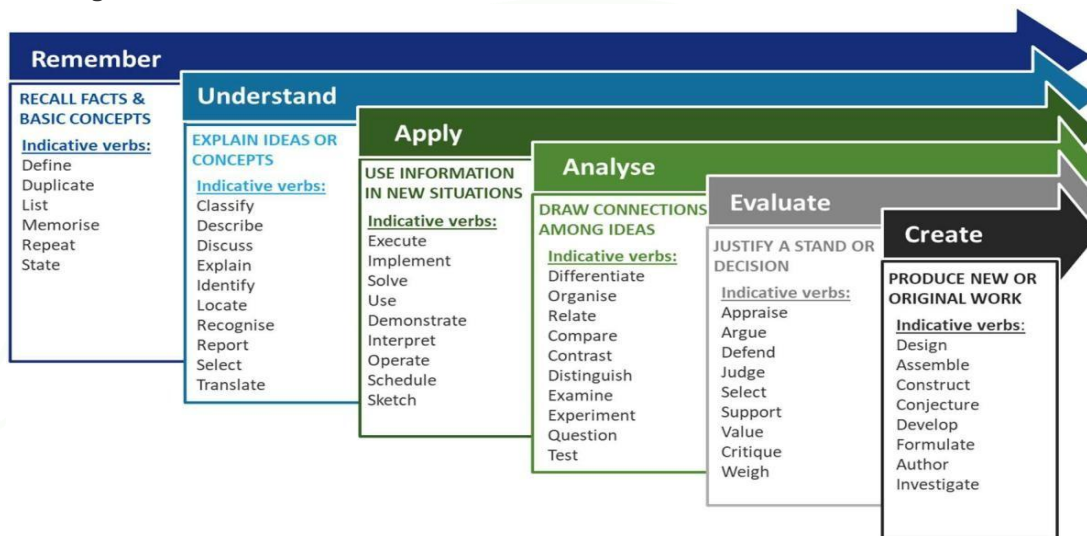 Remember
RECALL FACTS &
BASIC CONCEPTS
Indicative verbs:
Define
Duplicate
List
Memorise
Repeat
State
Understand
EXPLAIN IDEAS OR
CONCEPTS
Indicative verbs:
Classify
Describe
Discuss
Explain
Identify
Locate
Recognise
Report
Select
Translate
Apply
USE INFORMATION
IN NEW SITUATIONS
Indicative verbs:
Execute
Implement
Solve
Use
Demonstrate
Interpret
Operate
Schedule
Sketch
Analyse
DRAW CONNECTIONS
AMONG IDEAS
Indicative verbs:
Differentiate
Organise
Relate
Compare
Contrast
Distinguish
Examine
Experiment
Question
Test
Evaluate
JUSTIFY A STAND OR
DECISION
Indicative verbs:
Appraise
Argue
Defend
Judge
Select
Support
Value
Critique
Weigh
Create
PRODUCE NEW OR
ORIGINAL WORK
Indicative verbs:
Design
Assemble
Construct
Conjecture
Develop
Formulate
Author
Investigate